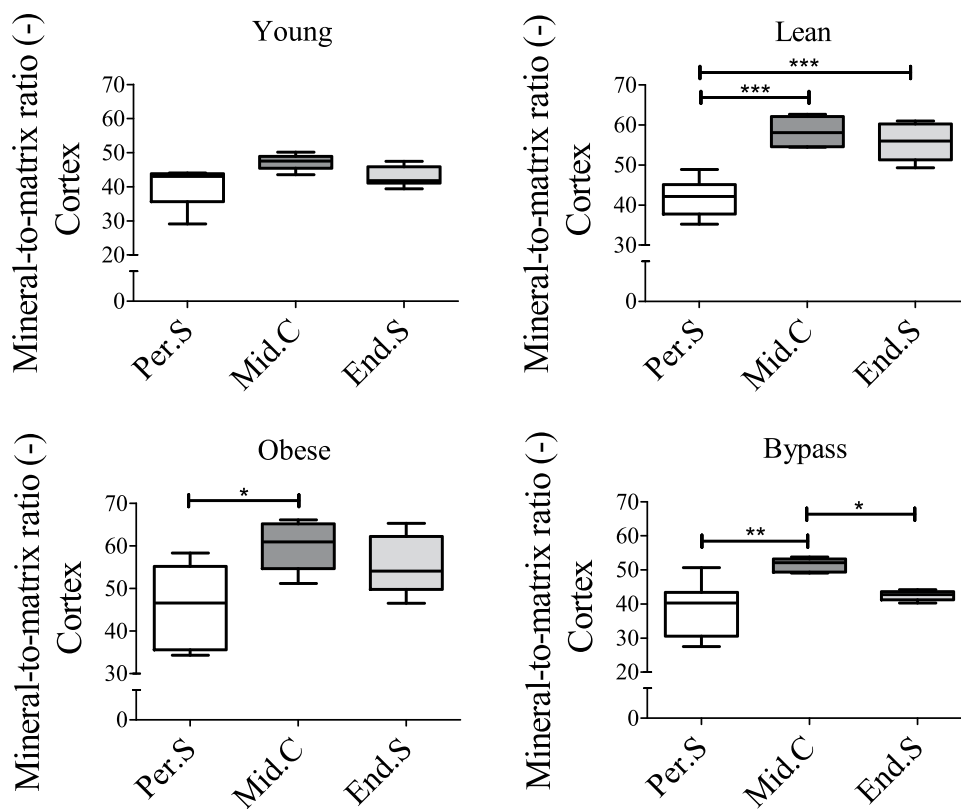 Young
Mineral-to-matrix ratio (-)
Cortex
70
60
50
40
30
20
0
Per.S
Mid.C
End.S
Lean
Mineral-to-matrix ratio (-)
Cortex
70
60
50
40
30
0
***
***
Per.S
Mid.C
End.S
Obese
Mineral-to-matrix ratio (-)
Cortex
70
60
50
40
30
0
*
Per.S
Mid.C
End.S
Bypass
Mineral-to-matrix ratio (-)
Cortex
70
60
50
40
30
20
0
**
*
Per.S
Mid.C
End.S